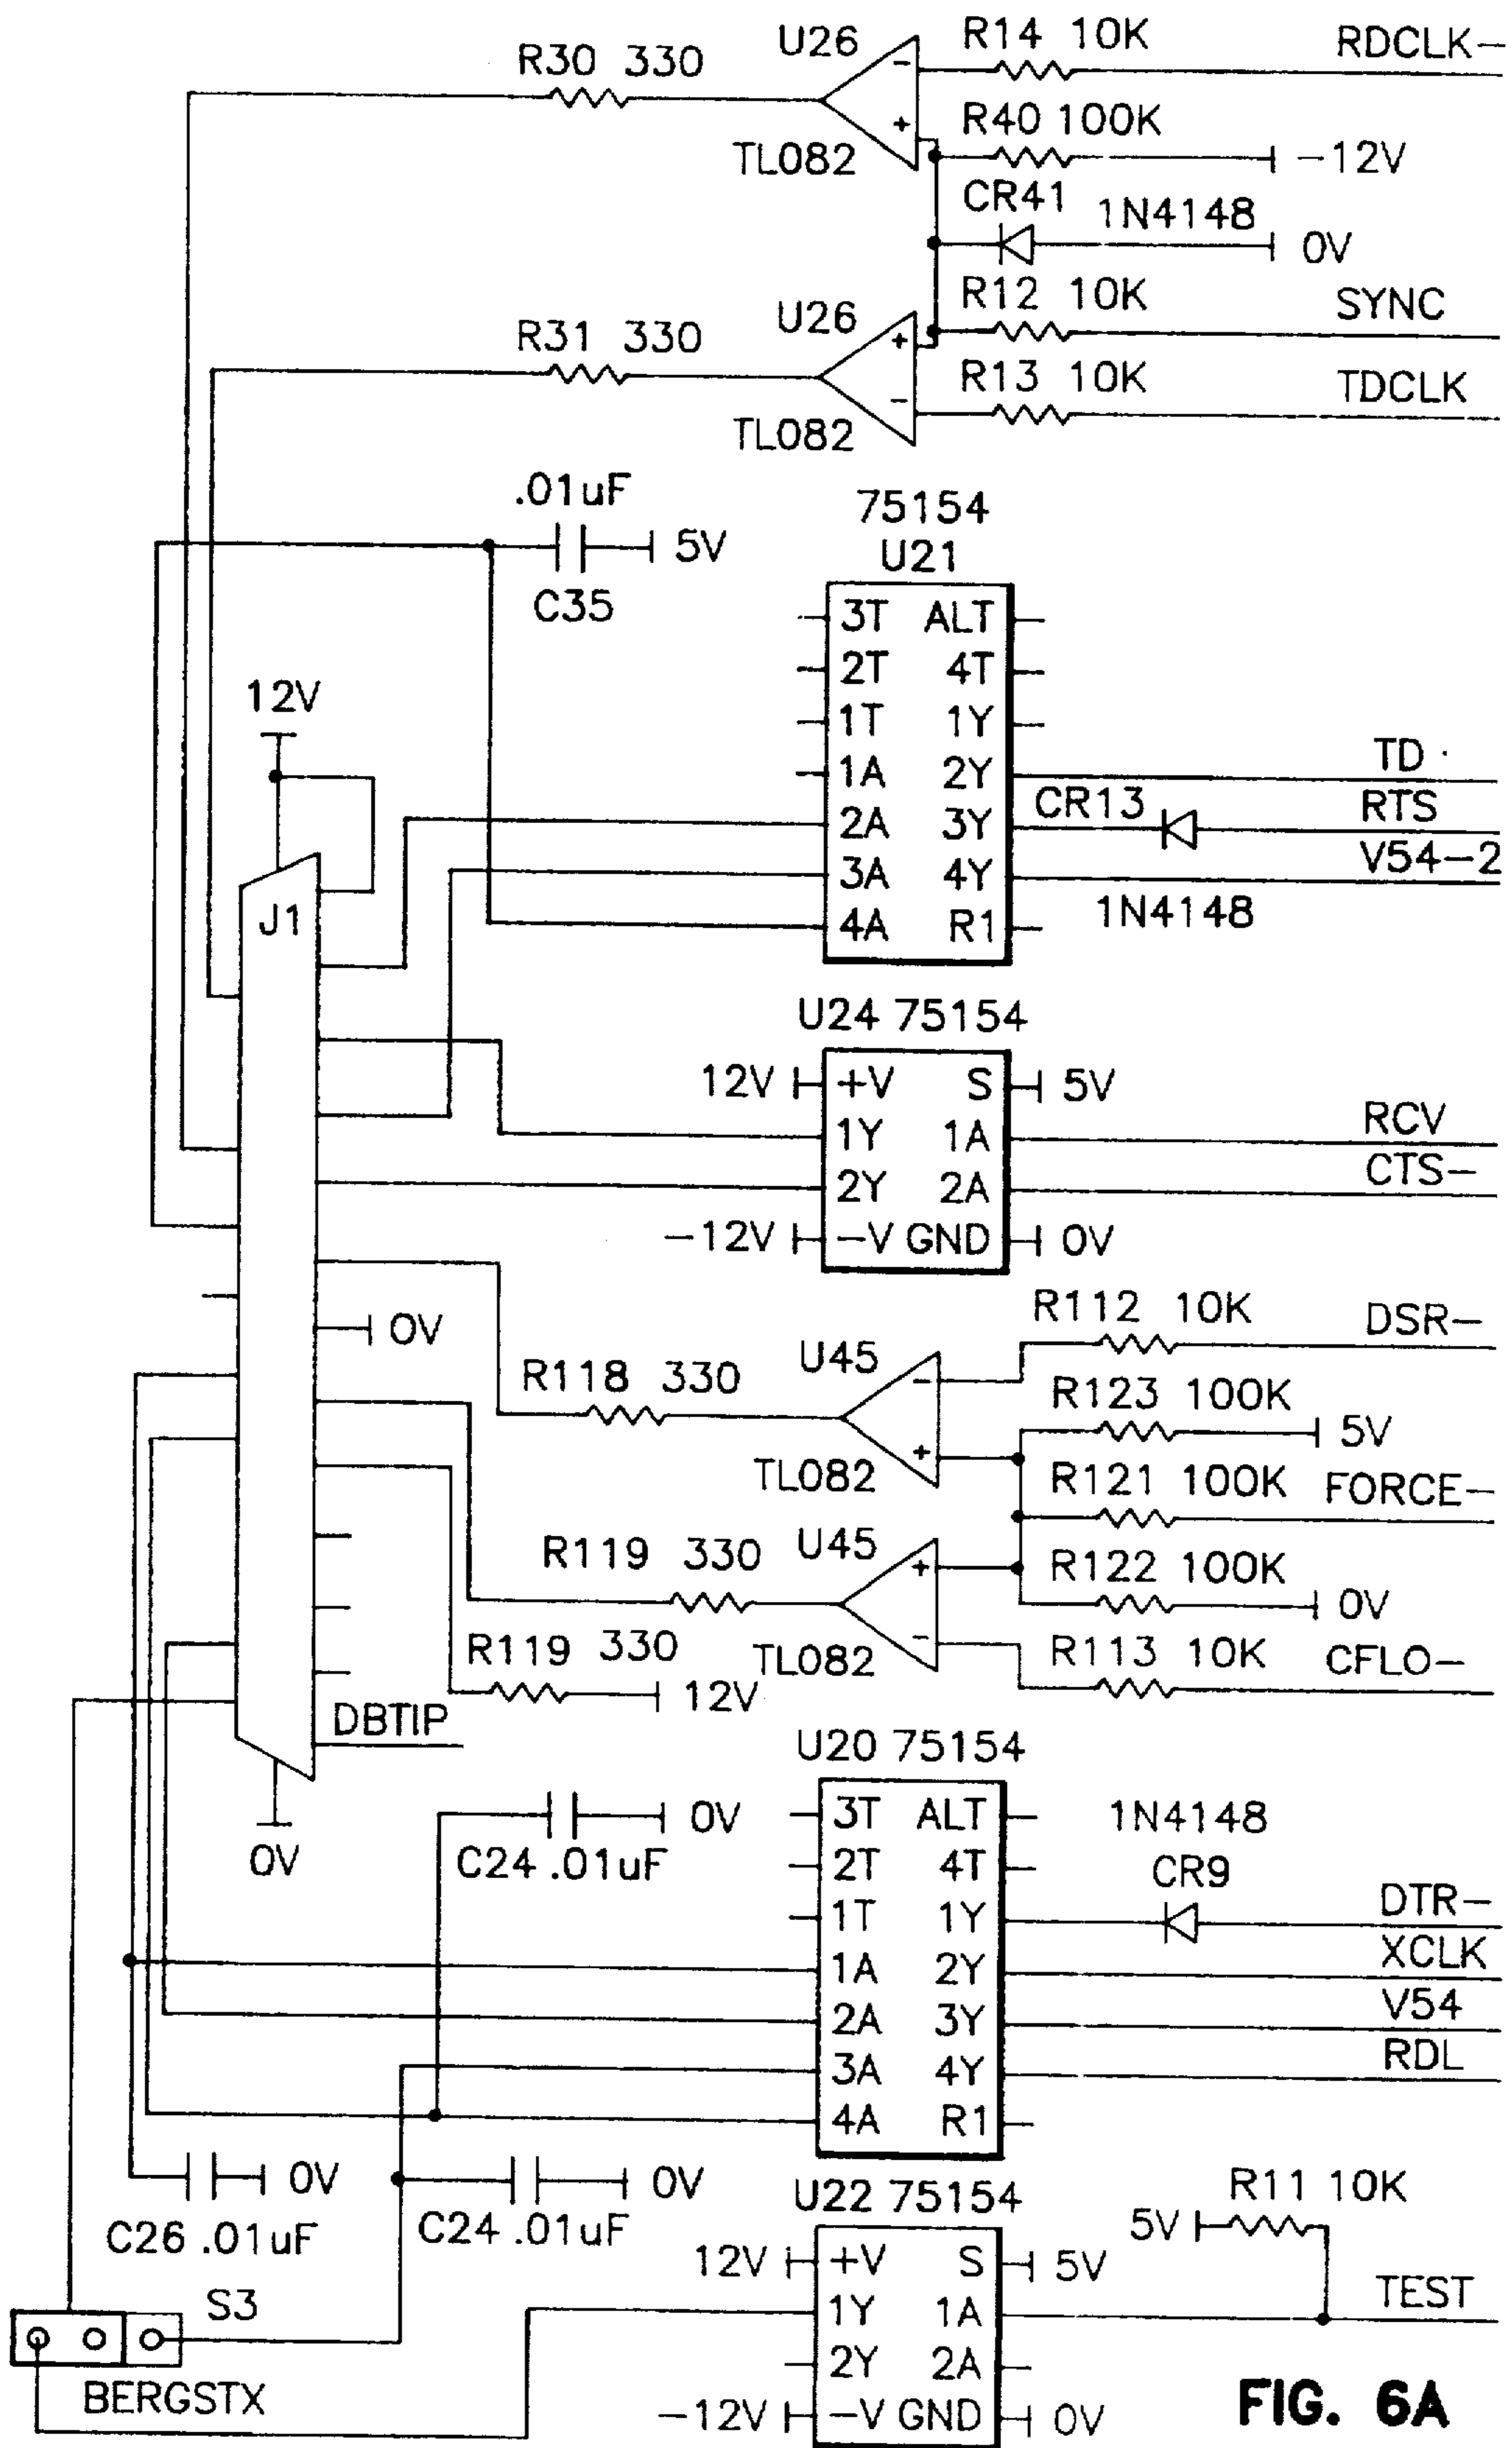 U26 R14 10K RDCLK-
R30 330
-
+
R40 100K
TL082 -12V
CR41 1N4148
0V
R12 10K SYNC
U26
R31 330
+
R13 10K TDCLK
-
TL082
.01uF
75154
5V
U21
C35
3T ALT
2T 4T
12V
1T 1Y
TD
1A 2Y
CR13 RTS
2A 3Y
V54-2
3A 4Y
J1
1N4148
4A R1
U24 75154
12V +V S 5V
RCV
1Y 1A
CTS-
2Y 2A
-12V -V GND 0V
R112 10K DSR-
0V
U45
R118 330
-
R123 100K
5V
+
TL082
R121 100K FORCE-
R119 330 U45
+
R122 100K
0V
R119 330
-
TL082 R113 10K CFLO-
12V
DBTIP
U20 75154
0V 3T ALT 1N4148
0V C24 .01uF
2T 4T CR9
1T 1Y DTR-
XCLK
1A 2Y
V54
2A 3Y
RDL
3A 4Y
4A R1
0V 0V
U22 75154 R11 10K
C26 .01uF C24 .01uF
5V
12V +V S 5V
S3 TEST
1Y 1A
2Y 2A
BERGSTX
-12V -V GND 0V
FIG. 6A